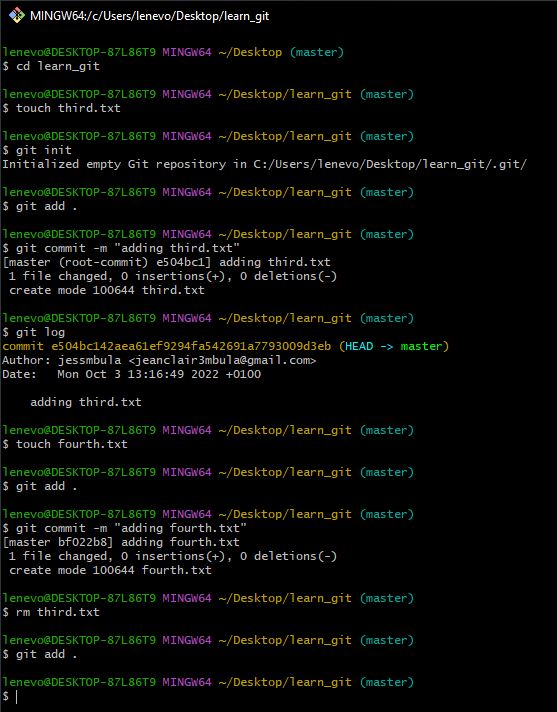 MINGW64:/c/Users/lenevo/Desktop/learn_git
lenevo@DESKTOP-87L86T9 MINGW64 ~/Desktop (master)
$ cd learn_git
lenevo@DESKTOP-87L86T9 MINGW64 ~/Desktop/learn_git (master)
$ touch third.txt
lenevo@DESKTOP-87L86T9 MINGW64 ~/Desktop/learn_git (master)
$ git init
Initialized empty Git repository in C:/Users/lenevo/Desktop/learn_git/.git/
lenevo@DESKTOP-87L86T9 MINGW64 ~/Desktop/learn_git (master)
$ git add .
lenevo@DESKTOP-87L86T9 MINGW64 ~/Desktop/learn_git (master)
$ git commit -m "adding third.txt"
[master (root-commit) e504bc1] adding third.txt
1 file changed, 0 insertions(+), 0 deletions(-)
create mode 100644 third.txt
lenevo@DESKTOP-87L86T9 MINGW64 ~/Desktop/learn_git (master)
$ git log
commit e504bc142aea61ef9294fa542691a7793009d3eb (HEAD -> master)
Author: jessmbula <jeanclair3mbula@gmail.com>
Date:   Mon Oct 3 13:16:49 2022 +0100
adding third.txt
lenevo@DESKTOP-87L86T9 MINGW64 ~/Desktop/learn_git (master)
$ touch fourth.txt
lenevo@DESKTOP-87L86T9 MINGW64 ~/Desktop/learn_git (master)
$ git add .
lenevo@DESKTOP-87L86T9 MINGW64 ~/Desktop/learn_git (master)
$ git commit -m "adding fourth.txt"
[master bf022b8] adding fourth.txt
1 file changed, 0 insertions(+), 0 deletions(-)
create mode 100644 fourth.txt
lenevo@DESKTOP-87L86T9 MINGW64 ~/Desktop/learn_git (master)
$ rm third.txt
lenevo@DESKTOP-87L86T9 MINGW64 ~/Desktop/learn_git (master)
$ git add .
lenevo@DESKTOP-87L86T9 MINGW64 ~/Desktop/learn_git (master)
$